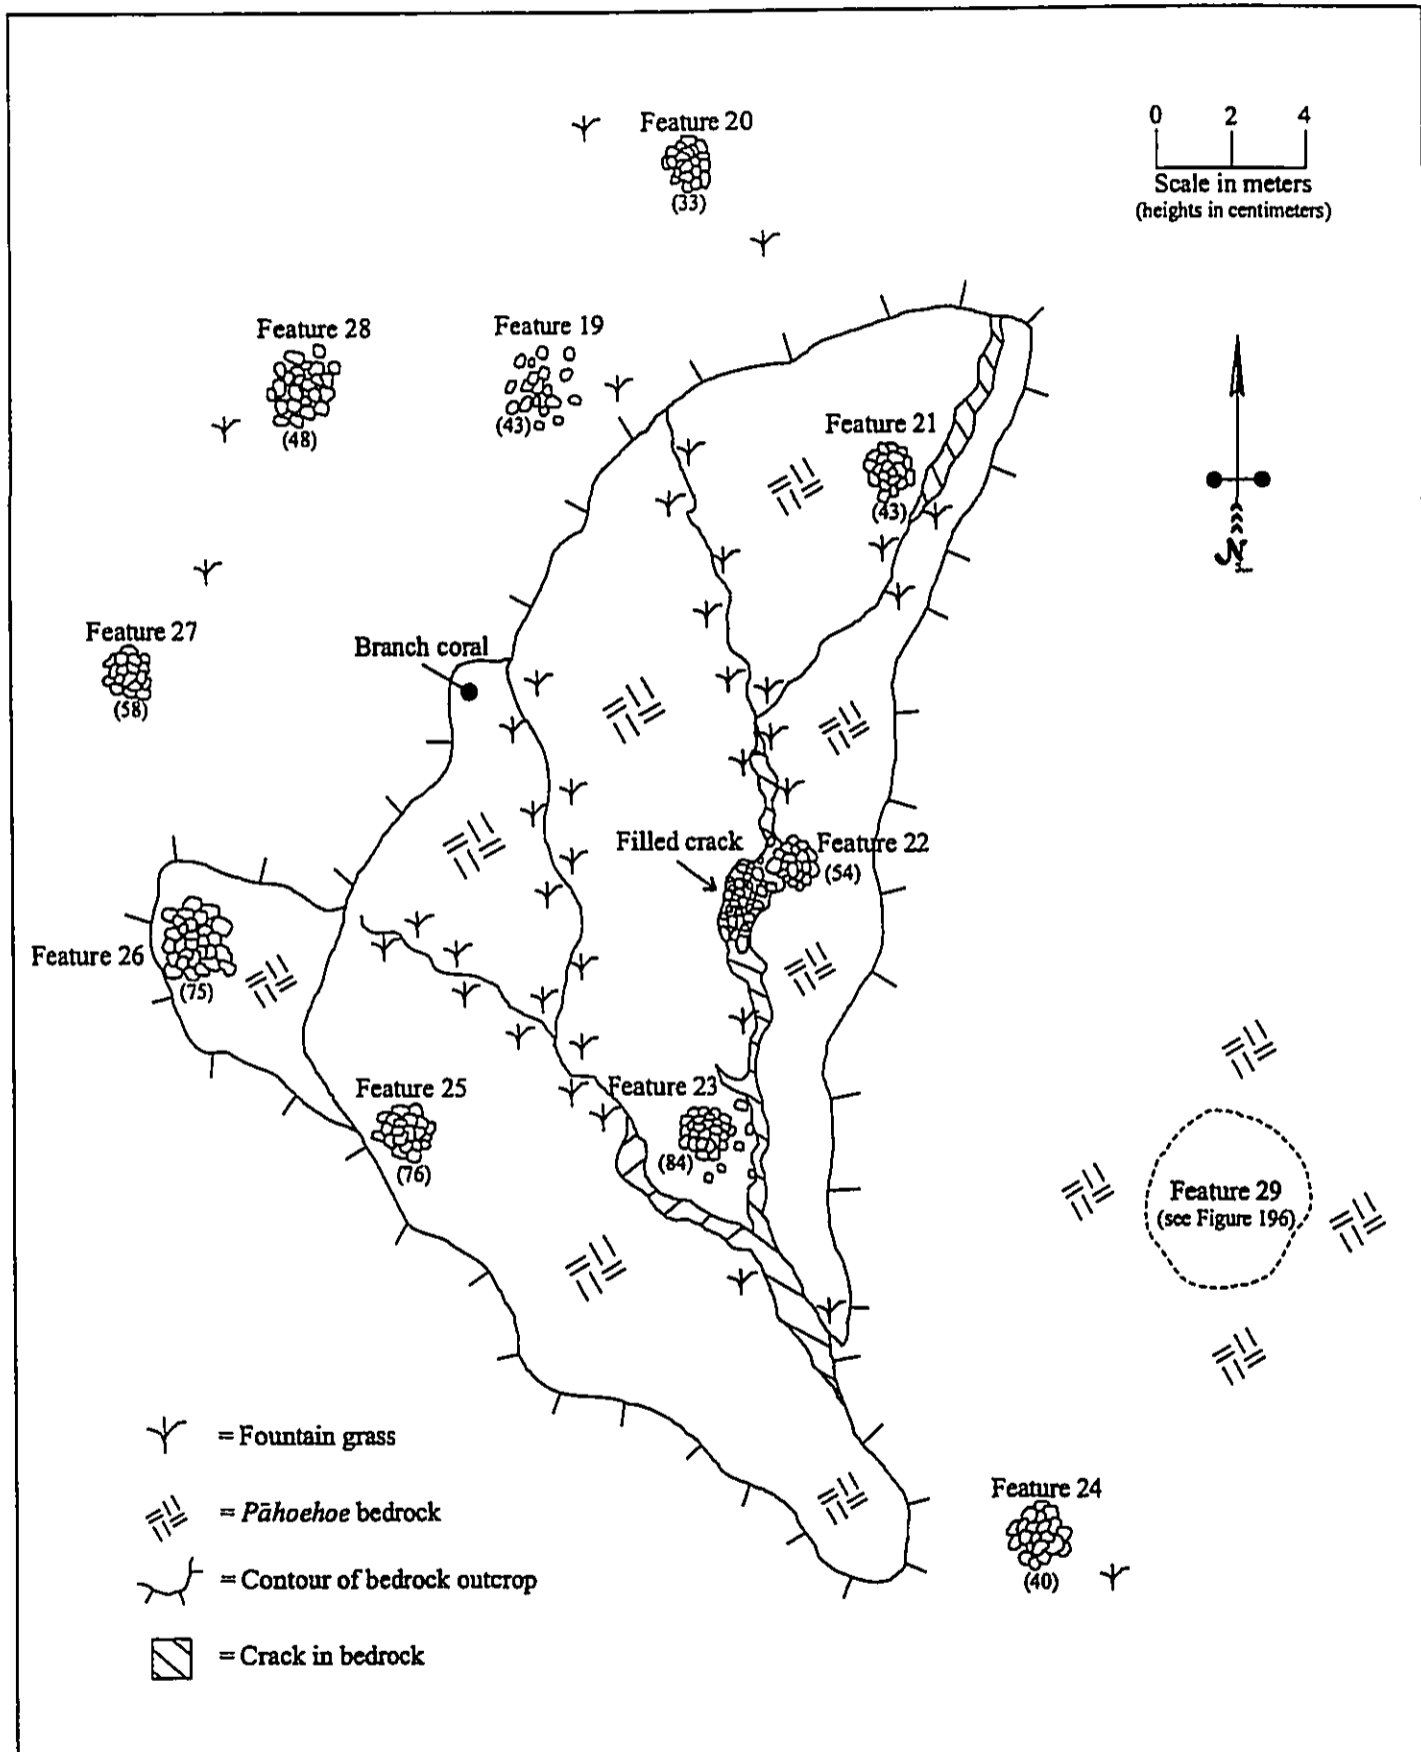 Feature 20
(33)
0 2 4
Scale in meters
(heights in centimeters)
Feature 28
(48)
Feature 19
(43)
Feature 21
(43)
N
Feature 27
(58)
Branch coral
Filled crack
Feature 22
(54)
Feature 26
(75)
Feature 25
(76)
Feature 23
(84)
Feature 29
(see Figure 196)
Feature 24
(40)
= Fountain grass
= Pāhoehoe bedrock
= Contour of bedrock outcrop
= Crack in bedrock